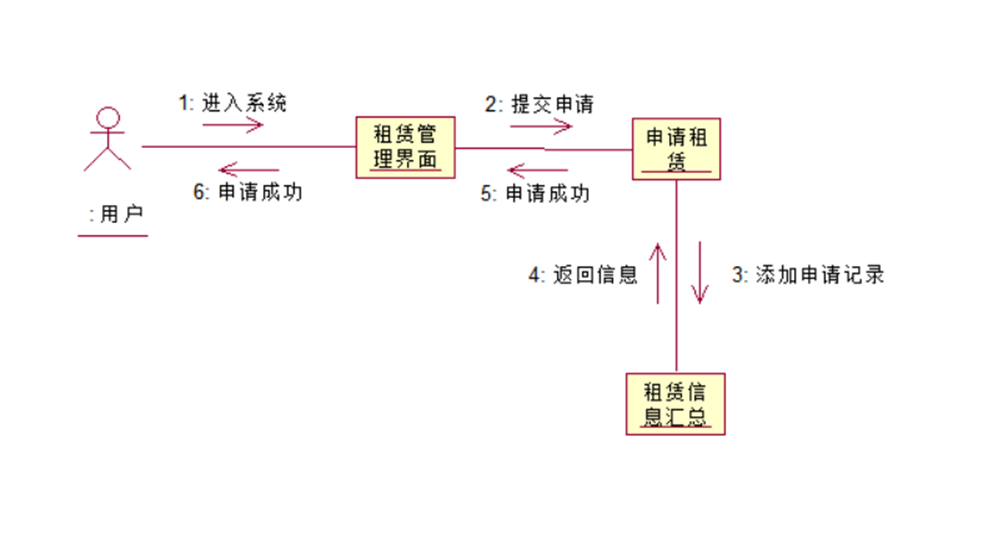 1: 进入系统
2: 提交申请
租赁管
理界面
申请租
赁
6: 申请成功
5: 申请成功
: 用户
4: 返回信息
3: 添加申请记录
租赁信
息汇总